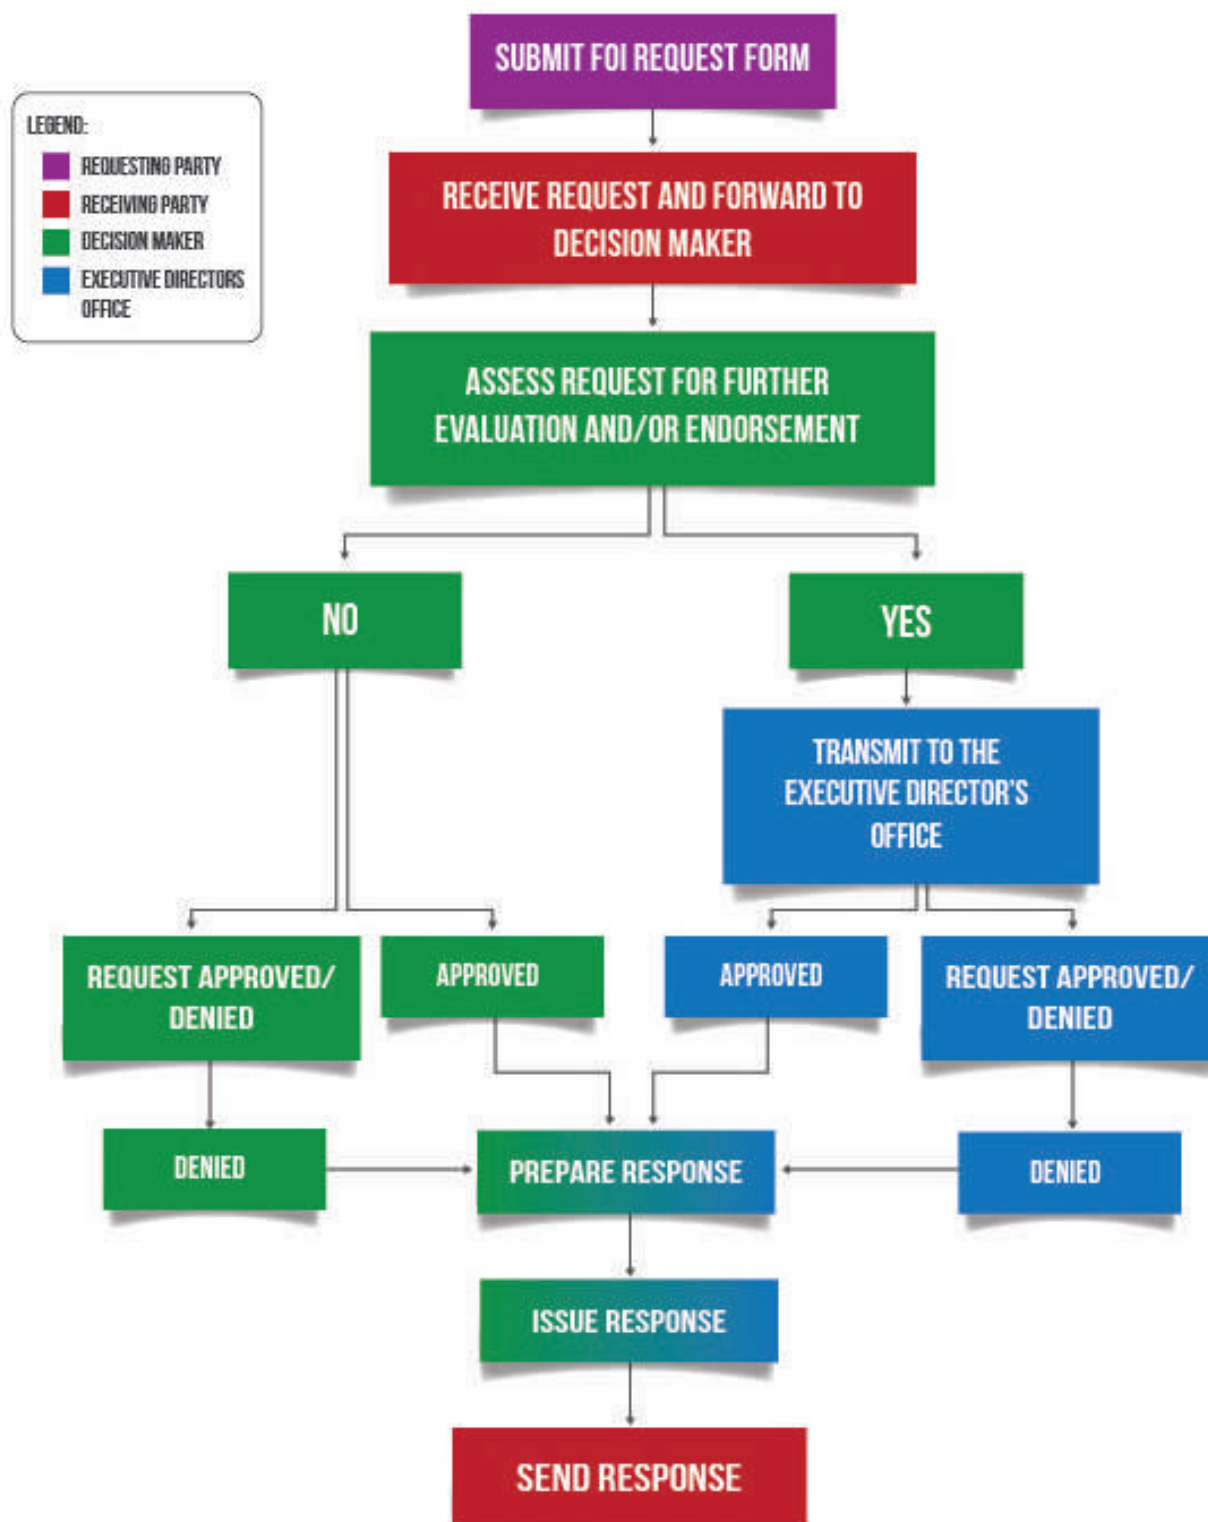 SUBMIT FOI REQUEST FORM
LEGEND:
REQUESTING PARTY
RECEIVING PARTY
DECISION MAKER
EXECUTIVE DIRECTORS
OFFICE
RECEIVE REQUEST AND FORWARD TO
DECISION MAKER
ASSESS REQUEST FOR FURTHER
EVALUATION AND/OR ENDORSEMENT
NO
YES
TRANSMIT TO THE
EXECUTIVE DIRECTOR'S
OFFICE
REQUEST APPROVED/
DENIED
APPROVED
APPROVED
REQUEST APPROVED/
DENIED
DENIED
PREPARE RESPONSE
DENIED
ISSUE RESPONSE
SEND RESPONSE